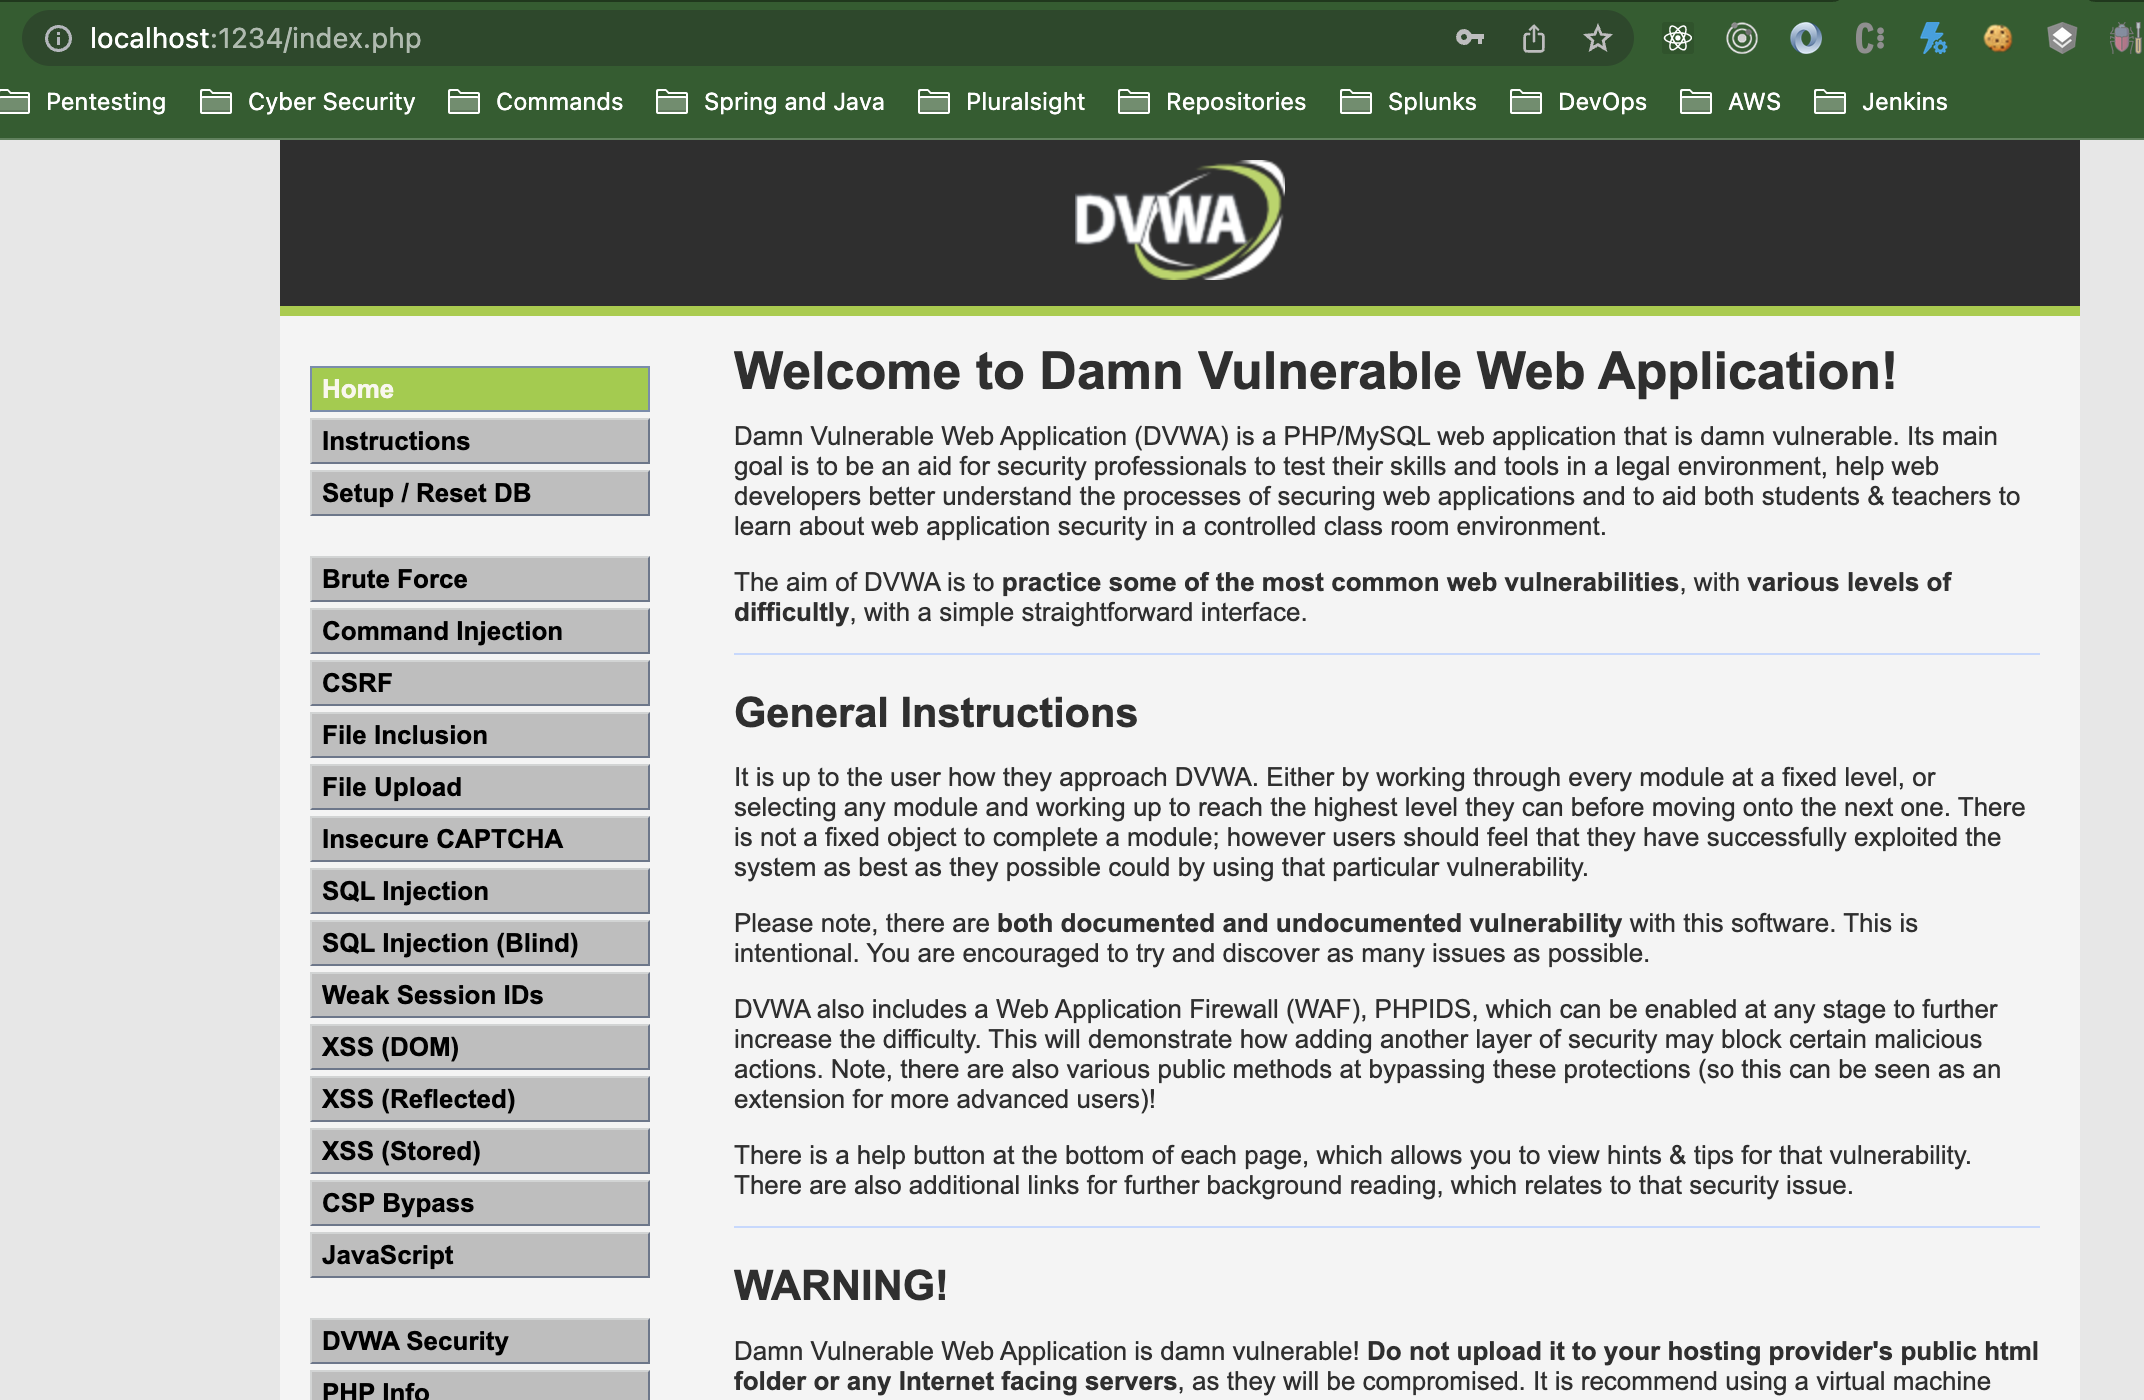 localhost:1234/index.php
Pentesting Cyber Security Commands Spring and Java Pluralsight Repositories Splunks DevOps AWS Jenkins
DVWA
Home
Instructions
Setup / Reset DB
Brute Force
Command Injection
CSRF
File Inclusion
File Upload
Insecure CAPTCHA
SQL Injection
SQL Injection (Blind)
Weak Session IDs
XSS (DOM)
XSS (Reflected)
XSS (Stored)
CSP Bypass
JavaScript
DVWA Security
PHP Info
Welcome to Damn Vulnerable Web Application!
Damn Vulnerable Web Application (DVWA) is a PHP/MySQL web application that is damn vulnerable. Its main
goal is to be an aid for security professionals to test their skills and tools in a legal environment, help web
developers better understand the processes of securing web applications and to aid both students & teachers to
learn about web application security in a controlled class room environment.
The aim of DVWA is to practice some of the most common web vulnerabilities, with various levels of
difficultly, with a simple straightforward interface.
General Instructions
It is up to the user how they approach DVWA. Either by working through every module at a fixed level, or
selecting any module and working up to reach the highest level they can before moving onto the next one. There
is not a fixed object to complete a module; however users should feel that they have successfully exploited the
system as best as they possible could by using that particular vulnerability.
Please note, there are both documented and undocumented vulnerability with this software. This is
intentional. You are encouraged to try and discover as many issues as possible.
DVWA also includes a Web Application Firewall (WAF), PHPIDS, which can be enabled at any stage to further
increase the difficulty. This will demonstrate how adding another layer of security may block certain malicious
actions. Note, there are also various public methods at bypassing these protections (so this can be seen as an
extension for more advanced users)!
There is a help button at the bottom of each page, which allows you to view hints & tips for that vulnerability.
There are also additional links for further background reading, which relates to that security issue.
WARNING!
Damn Vulnerable Web Application is damn vulnerable! Do not upload it to your hosting provider's public html
folder or any Internet facing servers, as they will be compromised. It is recommend using a virtual machine